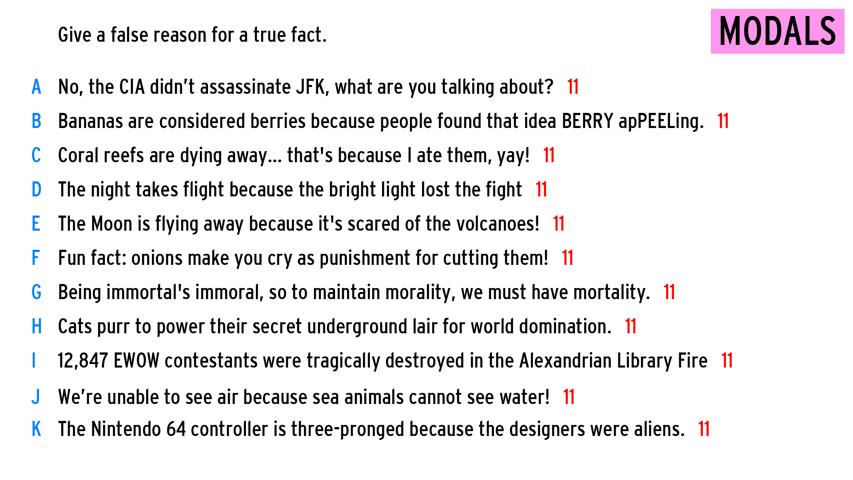 Give a false reason for a true fact.
MODALS
A No, the CIA didn't assassinate JFK, what are you talking about? 11
B Bananas are considered berries because people found that idea BERRY apPEELing. 11
C Coral reefs are dying away... that's because I ate them, yay! 11
D The night takes flight because the bright light lost the fight 11
E The Moon is flying away because it's scared of the volcanoes! 11
F Fun fact: onions make you cry as punishment for cutting them! 11
G Being immortal's immoral, so to maintain morality, we must have mortality. 11
H Cats purr to power their secret underground lair for world domination. 11
I 12,847 EWOW contestants were tragically destroyed in the Alexandrian Library Fire 11
J We’re unable to see air because sea animals cannot see water! 11
K The Nintendo 64 controller is three-pronged because the designers were aliens. 11